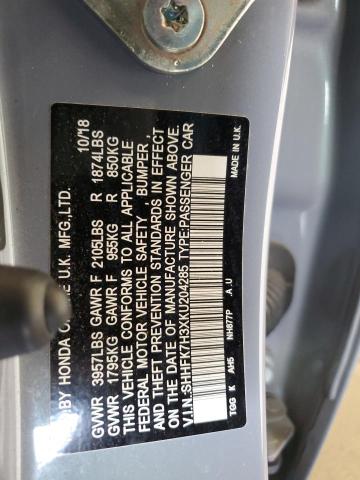 BY HONDA OF THE U.K. MFG.,LTD. 10/18
GVWR 3957LBS GAWR F 2105LBS R 1874LBS
GVWR 1795KG GAWR F 955KG R 850KG
THIS VEHICLE CONFORMS TO ALL APPLICABLE
FEDERAL MOTOR VEHICLE SAFETY , BUMPER ,
AND THEFT PREVENTION STANDARDS IN EFFECT
ON THE DATE OF MANUFACTURE SHOWN ABOVE.
V.I.N.:SHHFK7H3XKU204285 TYPE:PASSENGER CAR
MADE IN U.K.
NH877P .A .U
TGG K AH5